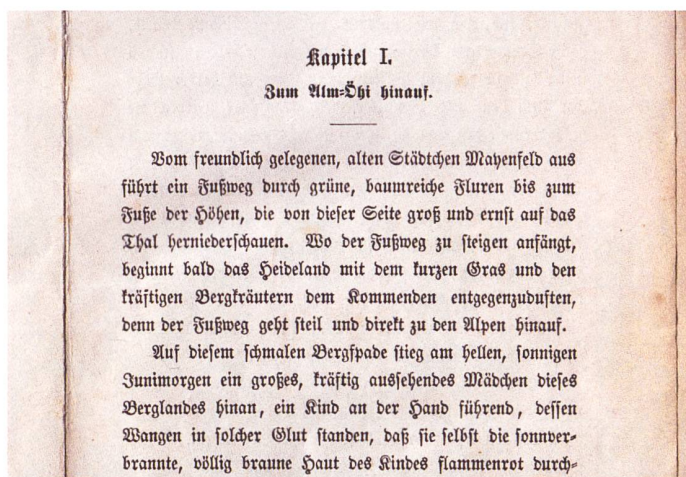 Kapitel I.
Zum Alm=Öhi hinauf.
Vom freundlich gelegenen, alten Städtchen Mayenfeld aus
führt ein Fußweg durch grüne, baumreiche Fluren bis zum
Fuße der Höhen, die von dieser Seite groß und ernst auf das
Thal herniederschauen. Wo der Fußweg zu steigen anfängt,
beginnt bald das Heideland mit dem kurzen Gras und den
kräftigen Bergkräutern dem Kommenden entgegenzuduften,
denn der Fußweg geht steil und direkt zu den Alpen hinauf.
Auf diesem schmalen Bergpfade stieg am hellen, sonnigen
Junimorgen ein großes, kräftig aussehendes Mädchen dieses
Berglandes hinan, ein Kind an der Hand führend, dessen
Wangen in solcher Glut standen, daß sie selbst die sonnver=
brannte, völlig braune Haut des Kindes flammenrot durch=